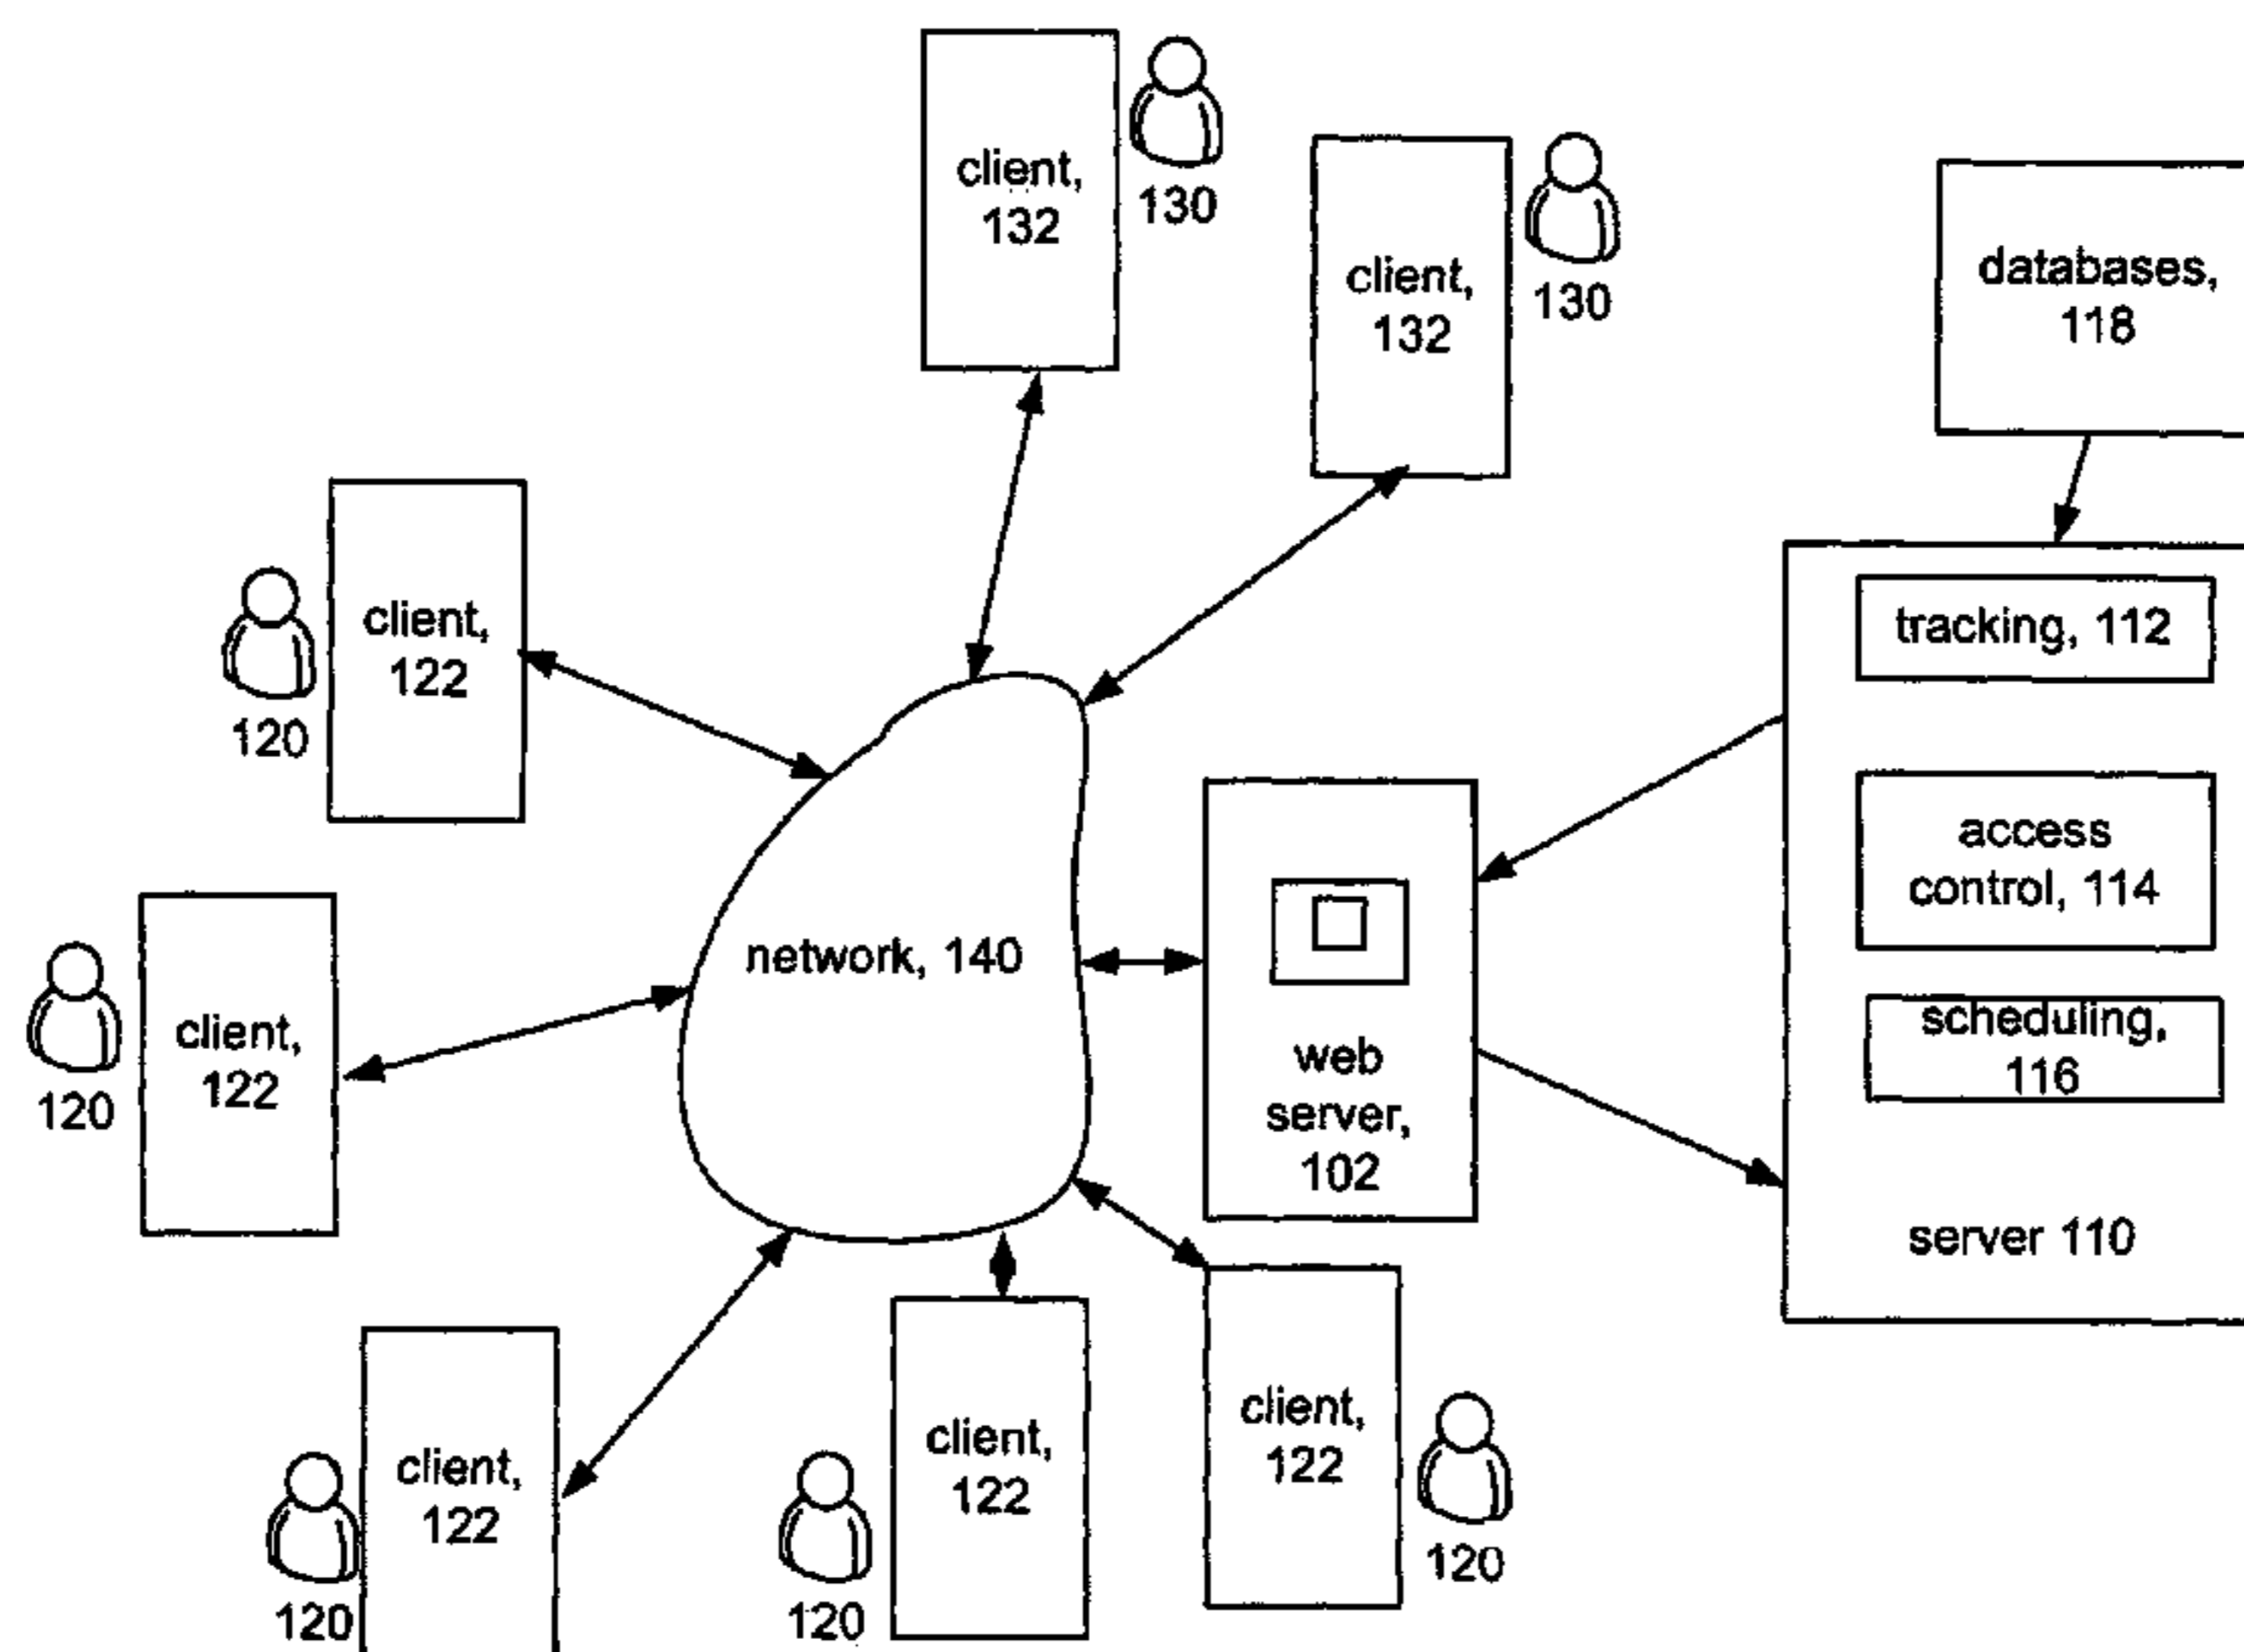 client,
132
130
client,
132
130
databases,
118
client,
122
120
tracking, 112
access
control, 114
scheduling,
116
server 110
network, 140
web
server,
102
client,
122
120
client,
122
120
client,
122
120
client,
122
120